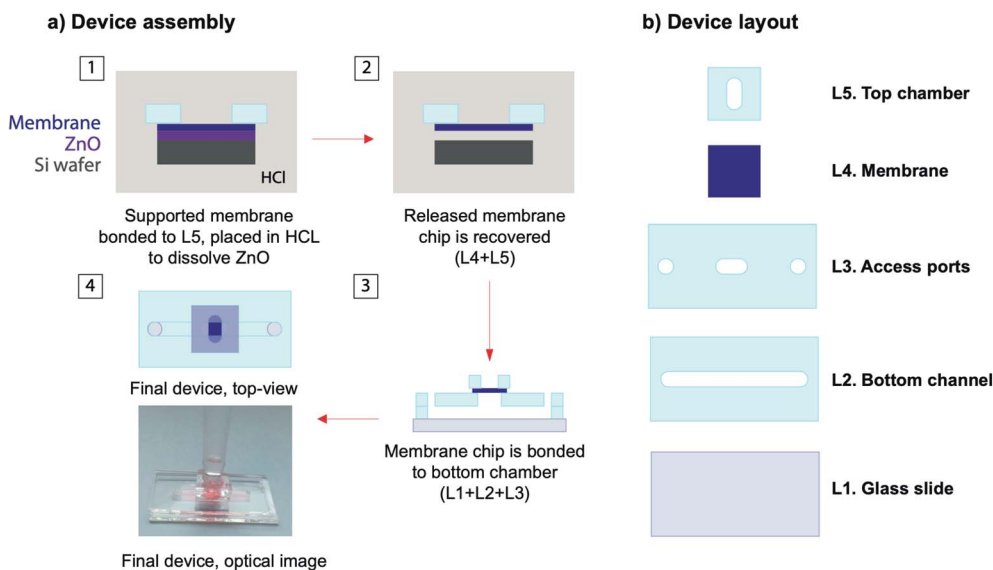 a) Device assembly
1
Membrane
ZnO
Si wafer
HCl
Supported membrane
bonded to L5, placed in HCL
to dissolve ZnO
2
Released membrane
chip is recovered
(L4+L5)
4
Final device, top-view
3
Membrane chip is bonded
to bottom chamber
(L1+L2+L3)
Final device, optical image
b) Device layout
L5. Top chamber
L4. Membrane
L3. Access ports
L2. Bottom channel
L1. Glass slide